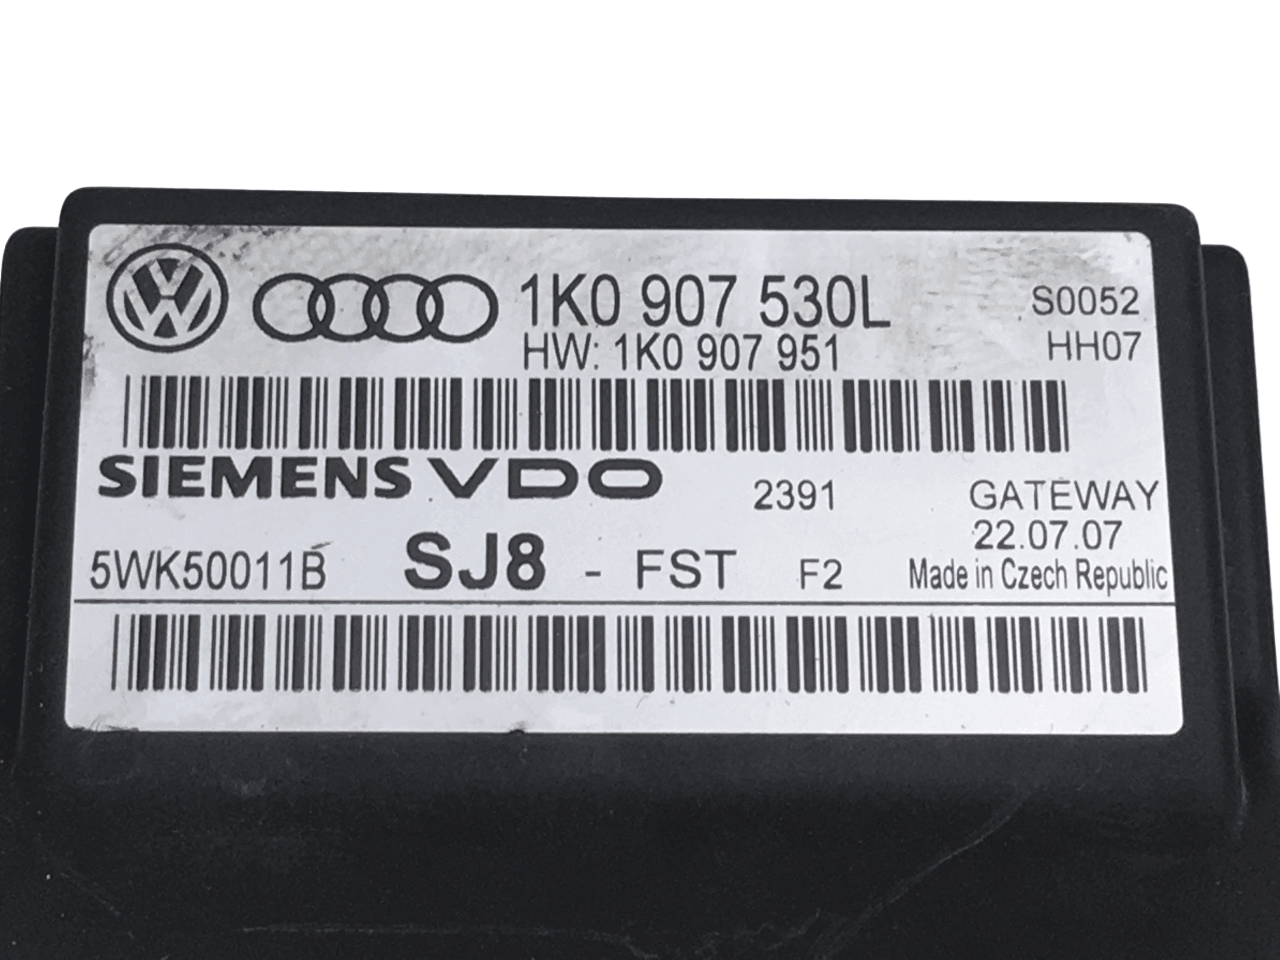 1K0 907 530L S0052
HW: 1K0 907 951 HH07
SIEMENS VDO 2391 GATEWAY
22.07.07
5WK50011B SJ8 - FST F2 Made in Czech Republic